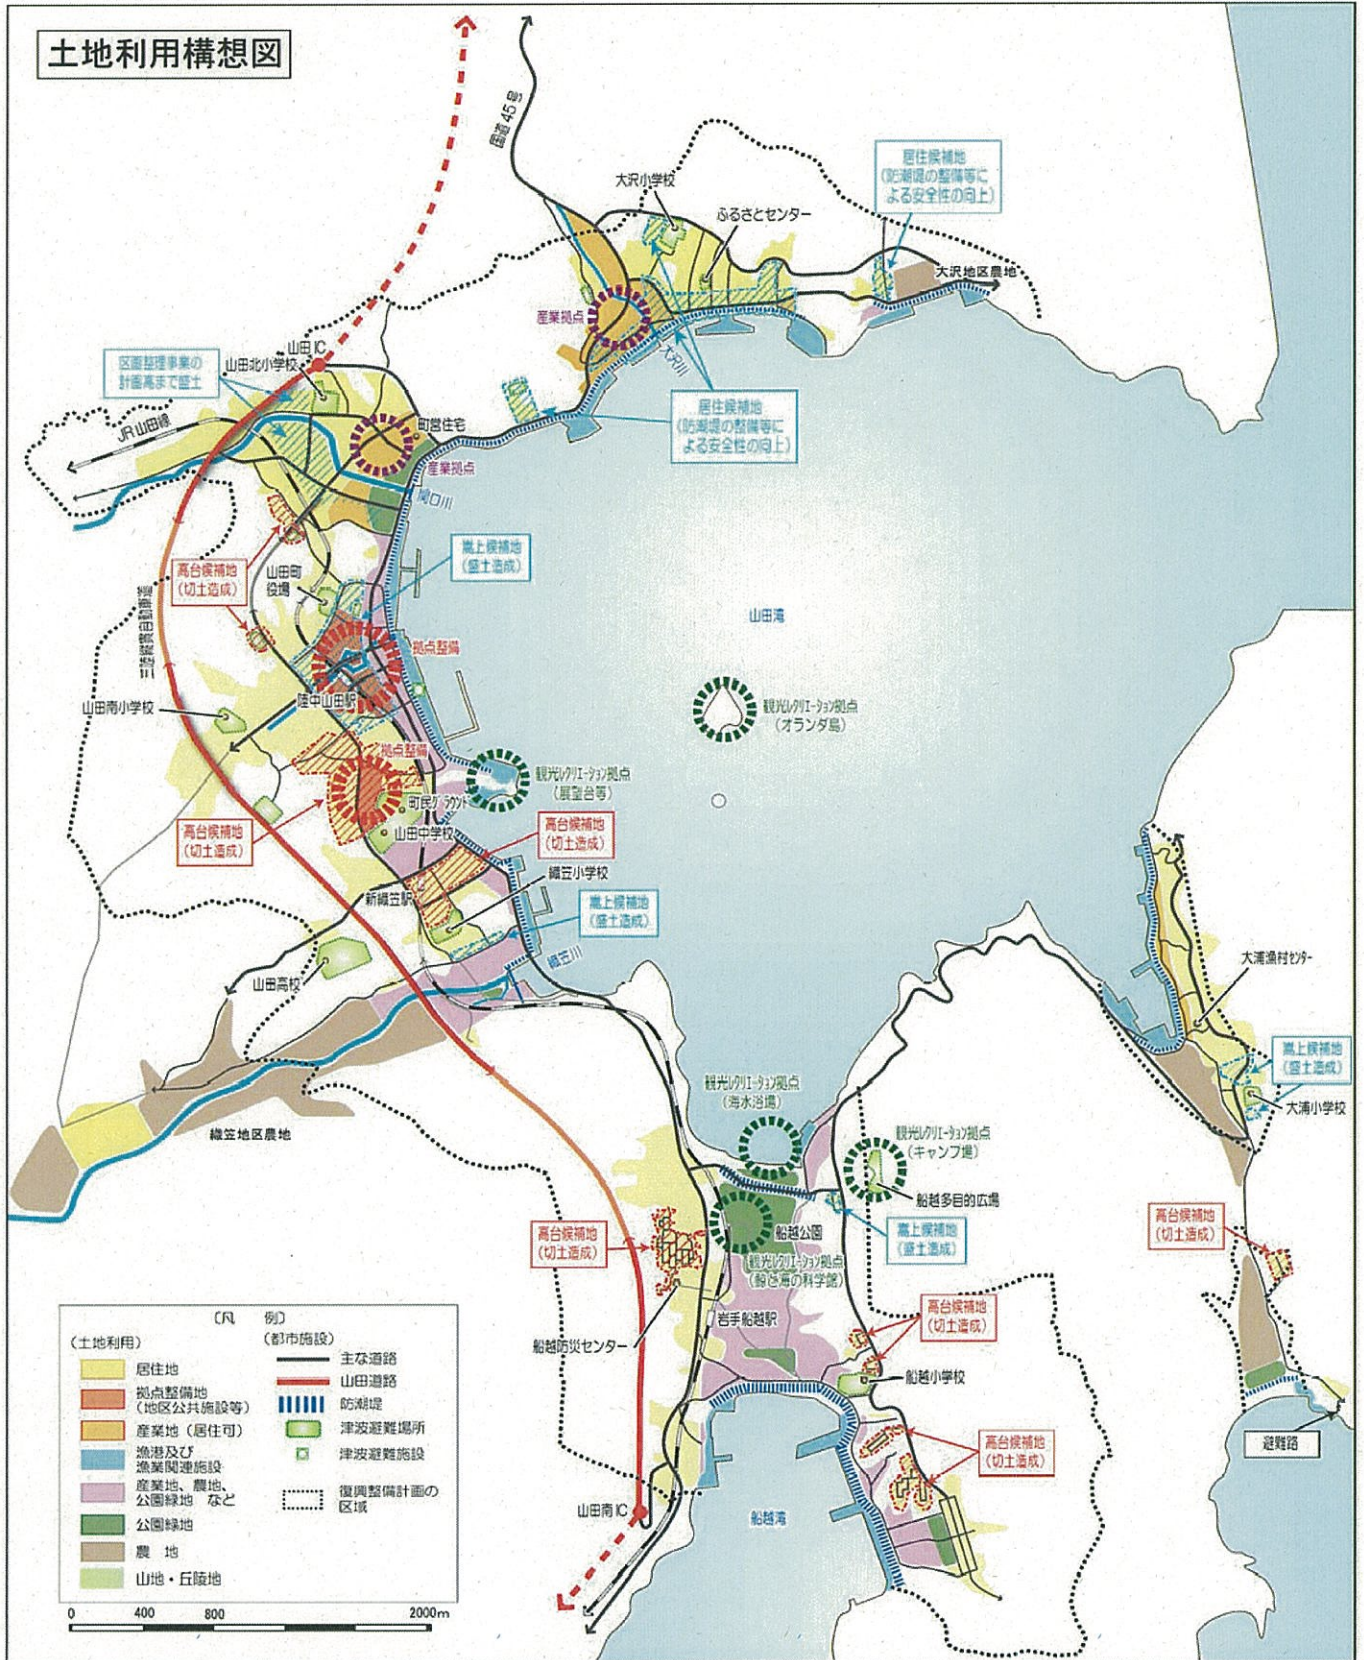 土地利用構想図
国道45号
大沢小学校
ふるさとセンター
居住候補地
(防潮堤の整備等に
よる安全性の向上)
大沢地区農地
産業拠点
大沢川
居住候補地
(防潮堤の整備等に
よる安全性の向上)
山田IC
山田北小学校
区画整理事業の
計画高まで盛土
JR山田線
町営住宅
産業拠点
関口川
嵩上候補地
(盛土造成)
高台候補地
(切土造成)
山田町
役場
三陸縦貫自動車道
拠点整備
山田湾
陸中山田駅
観光レクリエーション拠点
(オランダ島)
山田南小学校
拠点整備
観光レクリエーション拠点
(展望台等)
町民グラウンド
高台候補地
(切土造成)
山田中学校
高台候補地
(切土造成)
織笠小学校
新織笠駅
嵩上候補地
(盛土造成)
織笠川
山田高校
大浦漁村センター
嵩上候補地
(盛土造成)
大浦小学校
織笠地区農地
観光レクリエーション拠点
(海水浴場)
観光レクリエーション拠点
(キャンプ場)
船越多目的広場
高台候補地
(切土造成)
船越公園
嵩上候補地
(盛土造成)
高台候補地
(切土造成)
観光レクリエーション拠点
(鯨と海の科学館)
岩手船越駅
高台候補地
(切土造成)
船越防災センター
船越小学校
高台候補地
(切土造成)
避難路
山田南IC
船越湾
〔凡 例〕
(土地利用)
居住地
拠点整備地
(地区公共施設等)
産業地(居住可)
漁港及び
漁業関連施設
産業地、農地、
公園緑地 など
公園緑地
農 地
山地・丘陵地
(都市施設)
主な道路
山田道路
防潮堤
津波避難場所
津波避難施設
復興整備計画の
区域
0 400 800 2000m